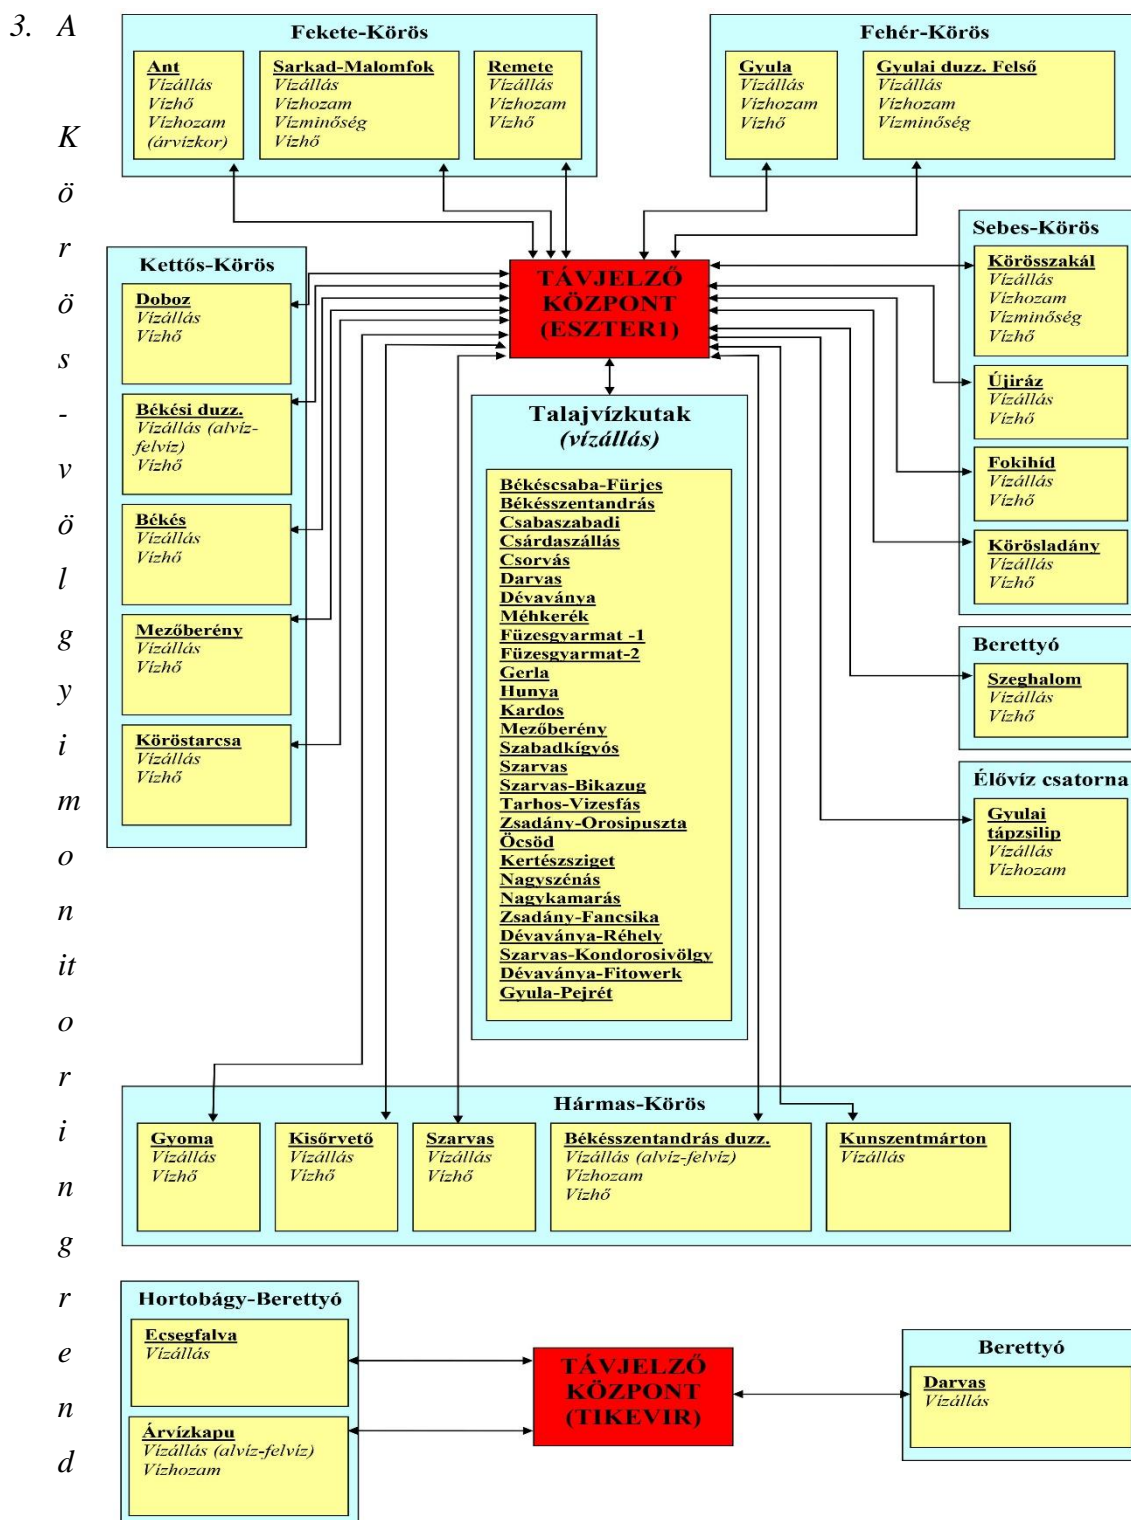 3. A Körös-völgyi monitoring rend
Fekete-Körös
Ant
Vízállás
Vízhő
Vízhozam
(árvízkor)
Sarkad-Malomfok
Vízállás
Vízhozam
Vízminőség
Vízhő
Remete
Vízállás
Vízhozam
Vízhő
Fehér-Körös
Gyula
Vízállás
Vízhozam
Vízhő
Gyulai duzz. Felső
Vízállás
Vízhozam
Vízminőség
Kettős-Körös
Doboz
Vízállás
Vízhő
Békési duzz.
Vízállás (alvíz-
felvíz)
Vízhő
Békés
Vízállás
Vízhő
Mezőberény
Vízállás
Vízhő
Köröstarcsa
Vízállás
Vízhő
TÁVJELZŐ
KÖZPONT
(ESZTER1)
Talajvízkutak
(vízállás)
Békéscsaba-Fürjes
Békésszentandrás
Csabaszabadi
Csárdaszállás
Csorvás
Darvas
Dévaványa
Méhkerék
Füzesgyarmat -1
Füzesgyarmat-2
Gerla
Hunya
Kardos
Mezőberény
Szabadkígyós
Szarvas
Szarvas-Bikazug
Tarhos-Vizesfás
Zsadány-Orosipuszta
Öcsöd
Kertészsziget
Nagyszénás
Nagykamarás
Zsadány-Fancsika
Dévaványa-Réhely
Szarvas-Kondorosivölgy
Dévaványa-Fitowerk
Gyula-Pejrét
Sebes-Körös
Körösszakál
Vízállás
Vízhozam
Vízminőség
Vízhő
Újiráz
Vízállás
Vízhő
Fokihíd
Vízállás
Vízhő
Körösladány
Vízállás
Vízhő
Berettyó
Szeghalom
Vízállás
Vízhő
Élővíz csatorna
Gyulai
tápzsilip
Vízállás
Vízhozam
Hármas-Körös
Gyoma
Vízállás
Vízhő
Kisőrvető
Vízállás
Vízhő
Szarvas
Vízállás
Vízhő
Békésszentandrás duzz.
Vízállás (alvíz-felvíz)
Vízhozam
Vízhő
Kunszentmárton
Vízállás
Hortobágy-Berettyó
Ecsegfalva
Vízállás
Árvízkapu
Vízállás (alvíz-felvíz)
Vízhozam
TÁVJELZŐ
KÖZPONT
(TIKEVIR)
Berettyó
Darvas
Vízállás